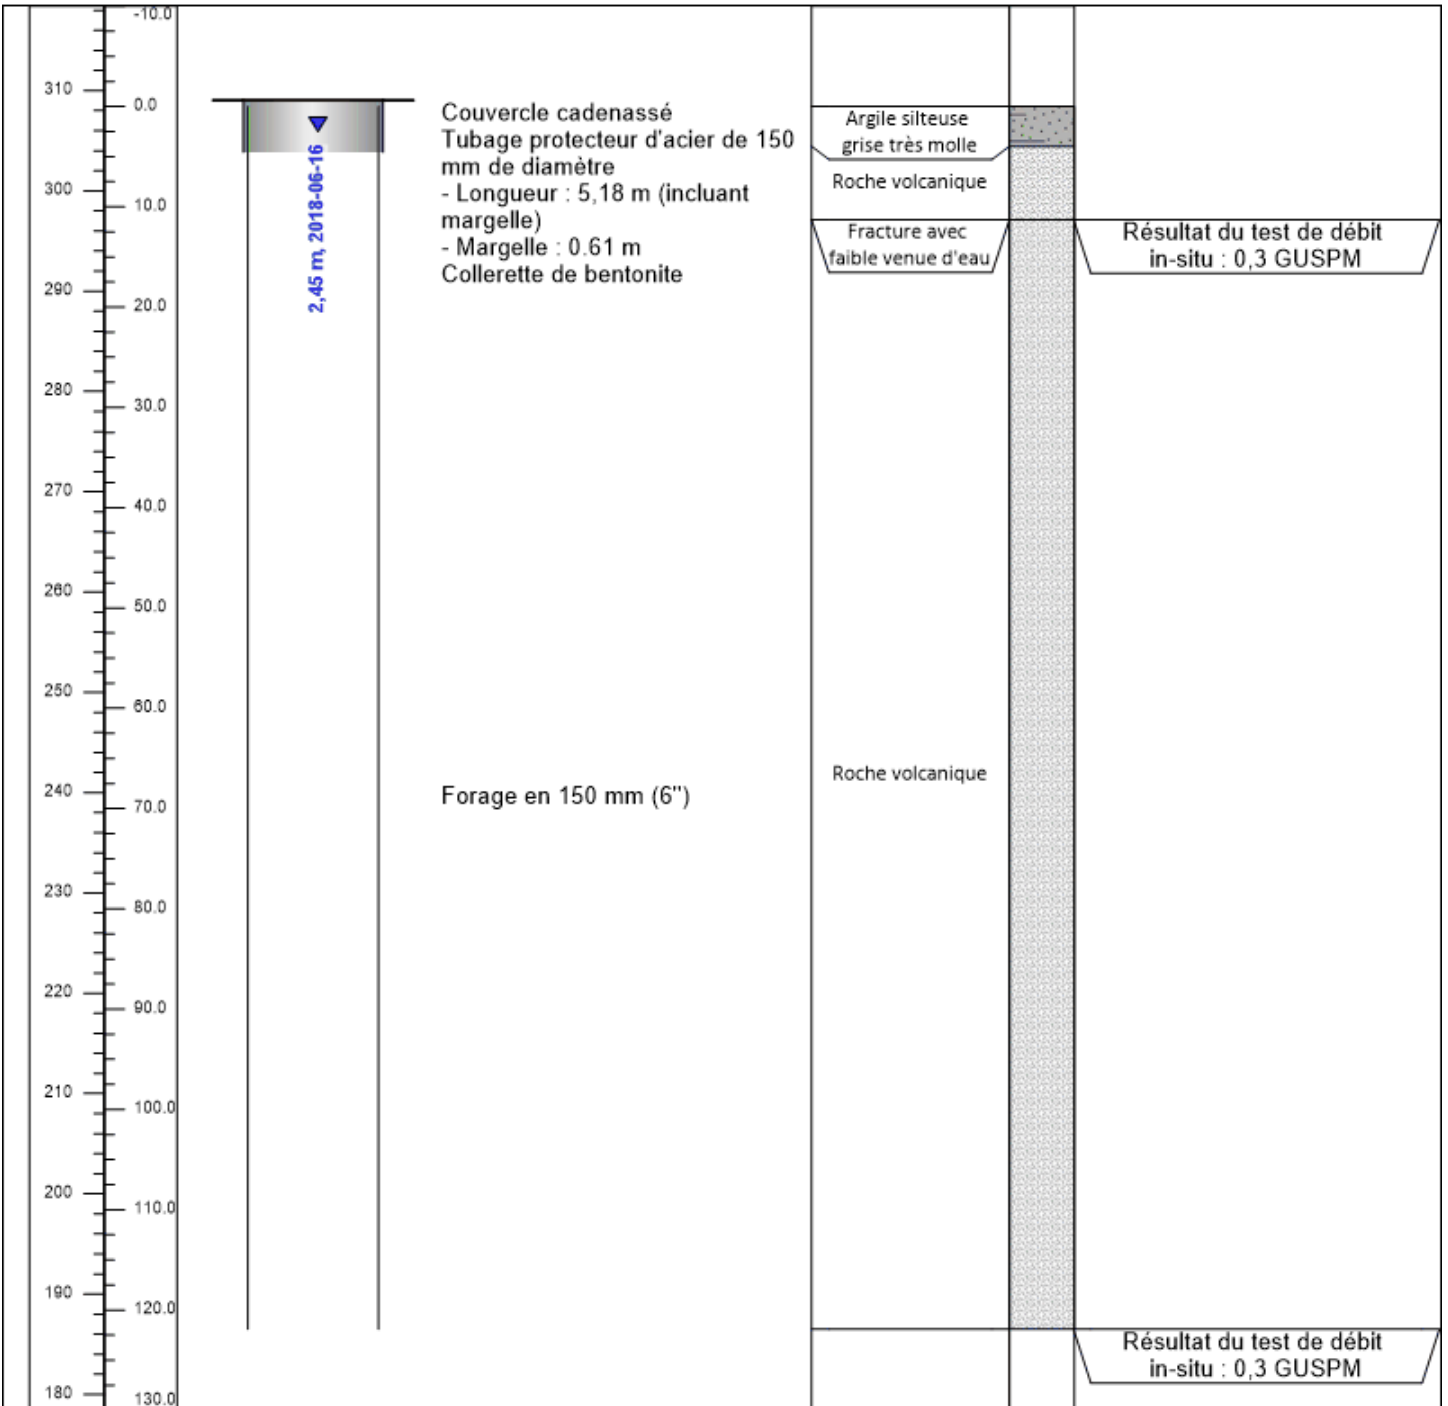 -10.0
310
0.0
300
10.0
290
20.0
280
30.0
270
40.0
260
50.0
250
60.0
240
70.0
230
80.0
220
90.0
210
100.0
200
110.0
190
120.0
180
130.0
2,45 m, 2018-06-16
Couvercle cadenassé
Tubage protecteur d'acier de 150
mm de diamètre
- Longueur : 5,18 m (incluant
margelle)
- Margelle : 0.61 m
Collerette de bentonite
Forage en 150 mm (6")
Argile silteuse
grise très molle
Roche volcanique
Fracture avec
faible venue d'eau
Roche volcanique
Résultat du test de débit
in-situ : 0,3 GUSPM
Résultat du test de débit
in-situ : 0,3 GUSPM